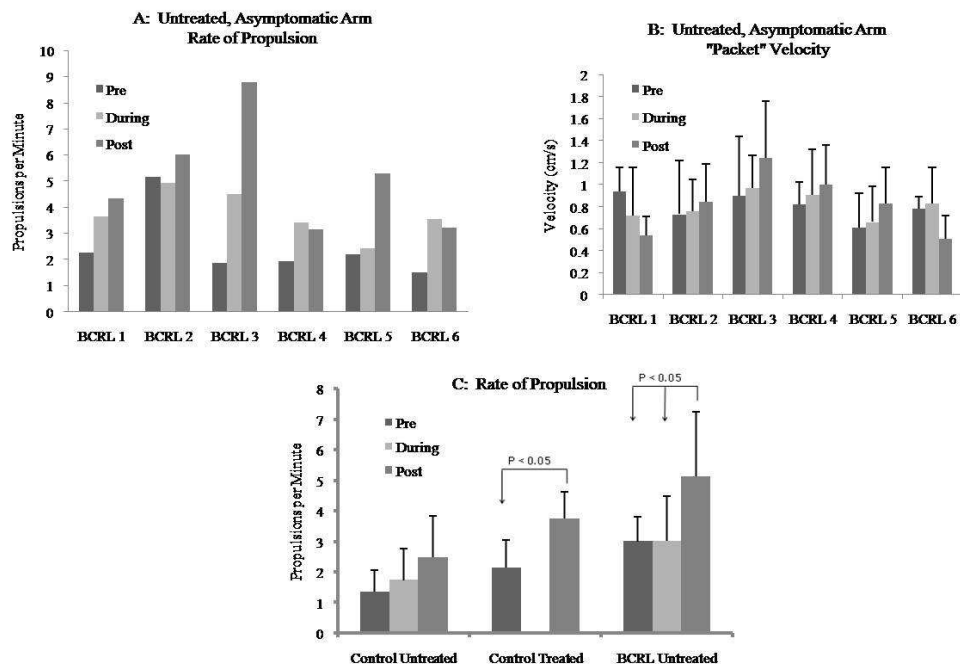 A: Untreated, Asymptomatic Arm
Rate of Propulsion
10
9
8
7
6
5
4
3
2
1
0
Propulsions per Minute
Pre
During
Post
BCRL 1 BCRL 2 BCRL 3 BCRL 4 BCRL 5 BCRL 6
B: Untreated, Asymptomatic Arm
"Packet" Velocity
2
1.8
1.6
1.4
1.2
1
0.8
0.6
0.4
0.2
0
Velocity (cm/s)
Pre
During
Post
BCRL 1 BCRL 2 BCRL 3 BCRL 4 BCRL 5 BCRL 6
C: Rate of Propulsion
8
7
6
5
4
3
2
1
0
Propulsions per Minute
Pre
During
Post
P < 0.05
P < 0.05
Control Untreated Control Treated BCRL Untreated